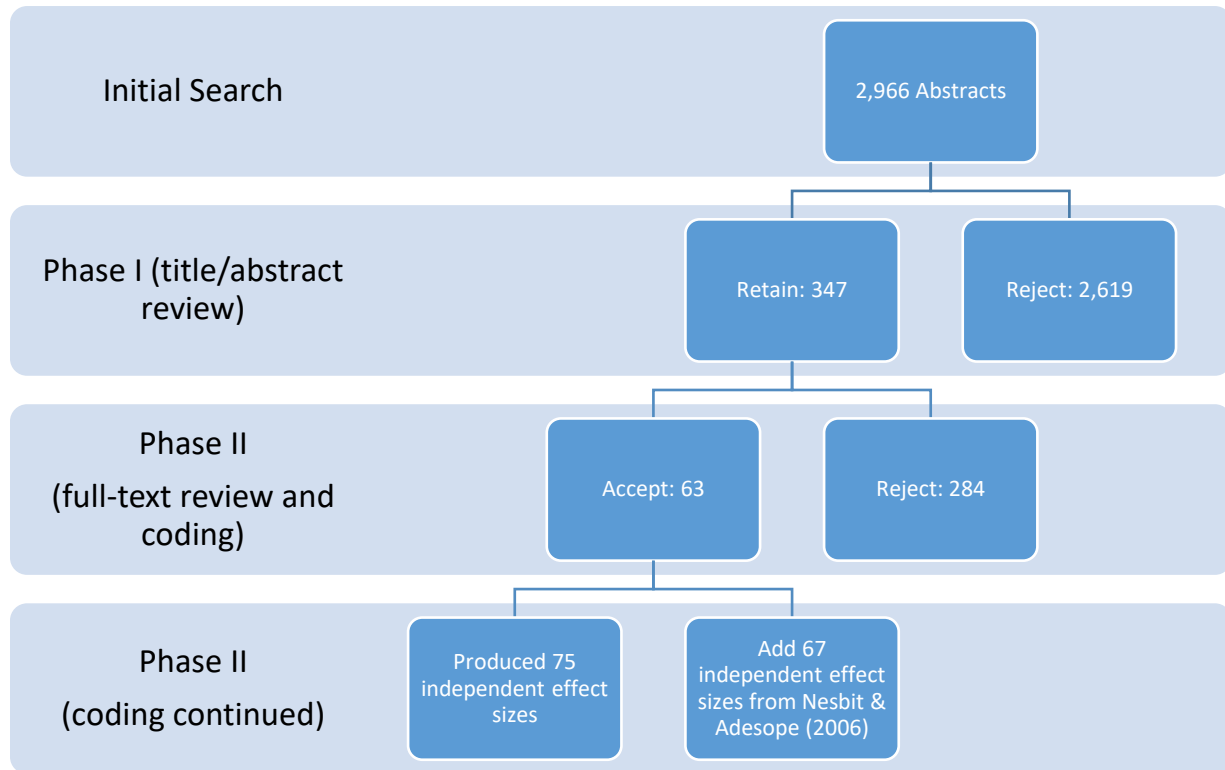 Initial Search
2,966 Abstracts
Phase I (title/abstract
review)
Retain: 347
Reject: 2,619
Phase II
(full-text review and
coding)
Accept: 63
Reject: 284
Phase II
(coding continued)
Produced 75
independent effect
sizes
Add 67
independent effect
sizes from Nesbit &
Adesope (2006)